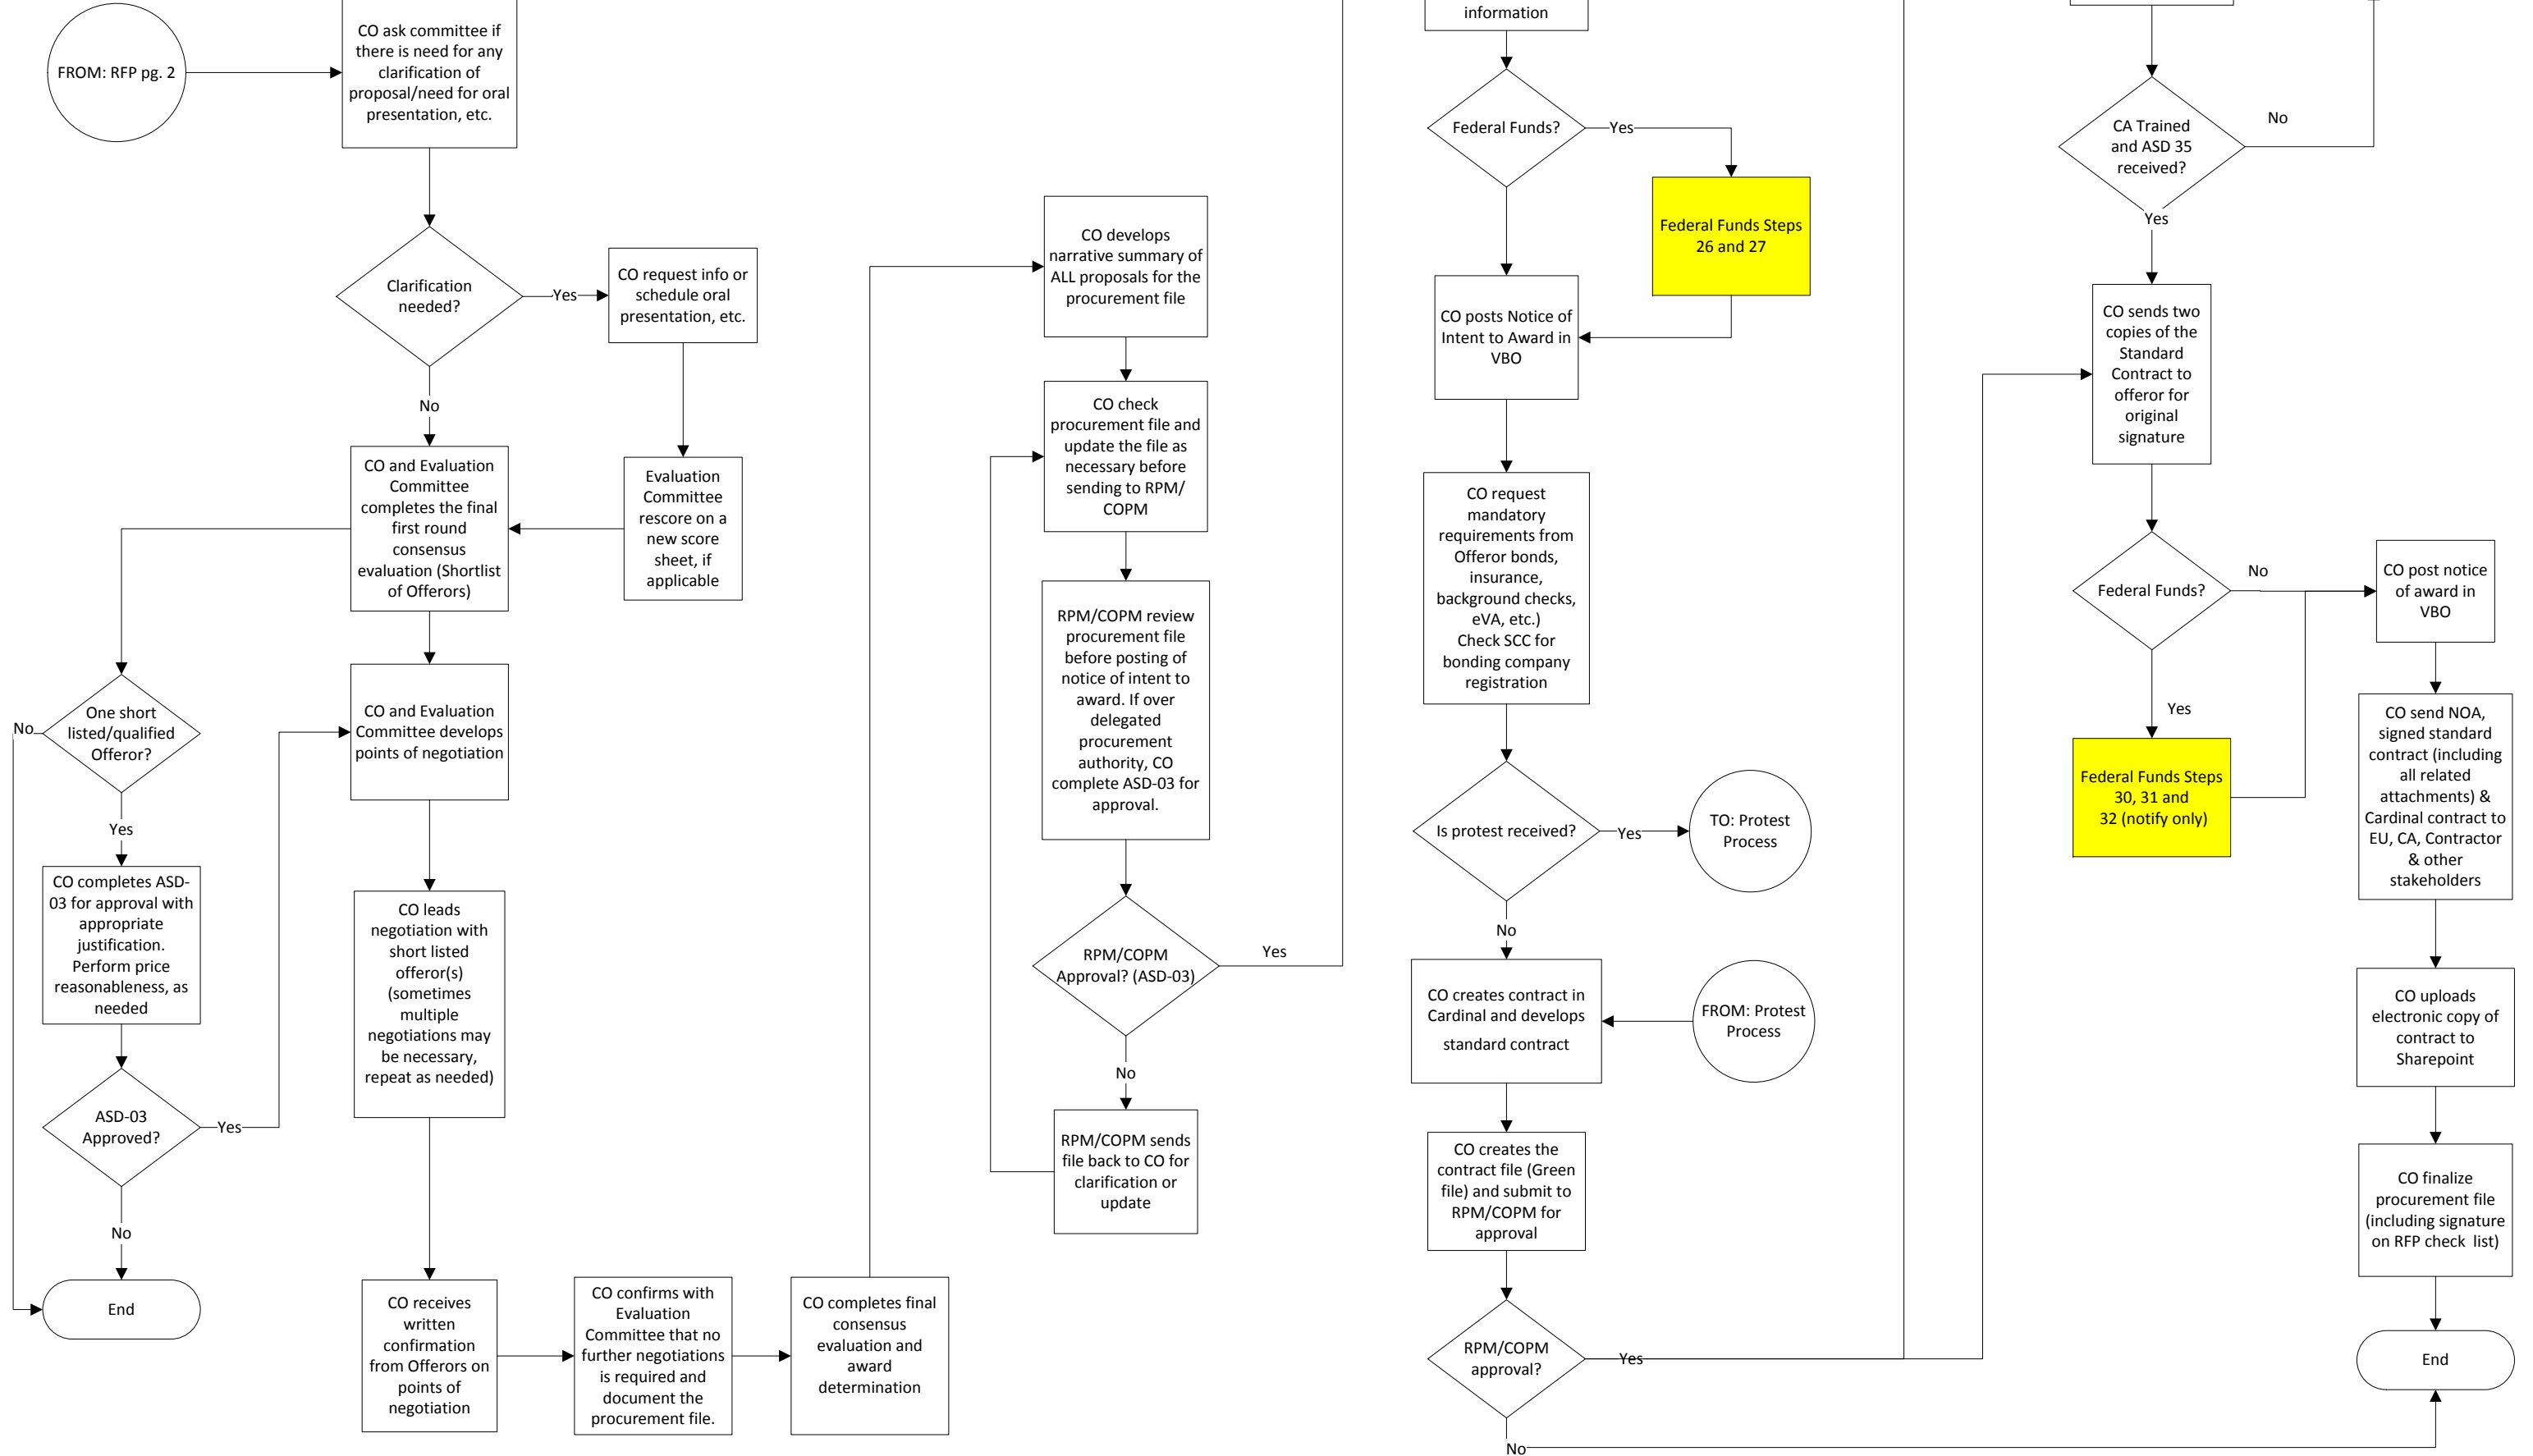 FROM: RFP pg. 2
CO ask committee if
there is need for any
clarification of
proposal/need for oral
presentation, etc.
Clarification
needed?
Yes
CO request info or
schedule oral
presentation, etc.
No
Evaluation
Committee
rescore on a
new score
sheet, if
applicable
CO and Evaluation
Committee
completes the final
first round
consensus
evaluation (Shortlist
of Offerors)
One short
listed/qualified
Offeror?
No
Yes
CO completes ASD-
03 for approval with
appropriate
justification.
Perform price
reasonableness, as
needed
ASD-03
Approved?
Yes
No
End
CO and Evaluation
Committee develops
points of negotiation
CO leads
negotiation with
short listed
offeror(s)
(sometimes
multiple
negotiations may
be necessary,
repeat as needed)
CO receives
written
confirmation
from Offerors on
points of
negotiation
CO confirms with
Evaluation
Committee that no
further negotiations
is required and
document the
procurement file.
CO completes final
consensus
evaluation and
award
determination
CO develops
narrative summary of
ALL proposals for the
procurement file
CO check
procurement file and
update the file as
necessary before
sending to RPM/
COPM
RPM/COPM review
procurement file
before posting of
notice of intent to
award. If over
delegated
procurement
authority, CO
complete ASD-03 for
approval.
RPM/COPM
Approval? (ASD-03)
Yes
No
RPM/COPM sends
file back to CO for
clarification or
update
information
Federal Funds?
Yes
Federal Funds Steps
26 and 27
CO posts Notice of
Intent to Award in
VBO
CO request
mandatory
requirements from
Offeror bonds,
insurance,
background checks,
eVA, etc.)
Check SCC for
bonding company
registration
Is protest received?
Yes
TO: Protest
Process
No
CO creates contract in
Cardinal and develops
standard contract
FROM: Protest
Process
CO creates the
contract file (Green
file) and submit to
RPM/COPM for
approval
RPM/COPM
approval?
Yes
No
CA Trained
and ASD 35
received?
No
Yes
CO sends two
copies of the
Standard
Contract to
offeror for
original
signature
Federal Funds?
No
Yes
Federal Funds Steps
30, 31 and
32 (notify only)
CO post notice
of award in
VBO
CO send NOA,
signed standard
contract (including
all related
attachments) &
Cardinal contract to
EU, CA, Contractor
& other
stakeholders
CO uploads
electronic copy of
contract to
Sharepoint
CO finalize
procurement file
(including signature
on RFP check list)
End